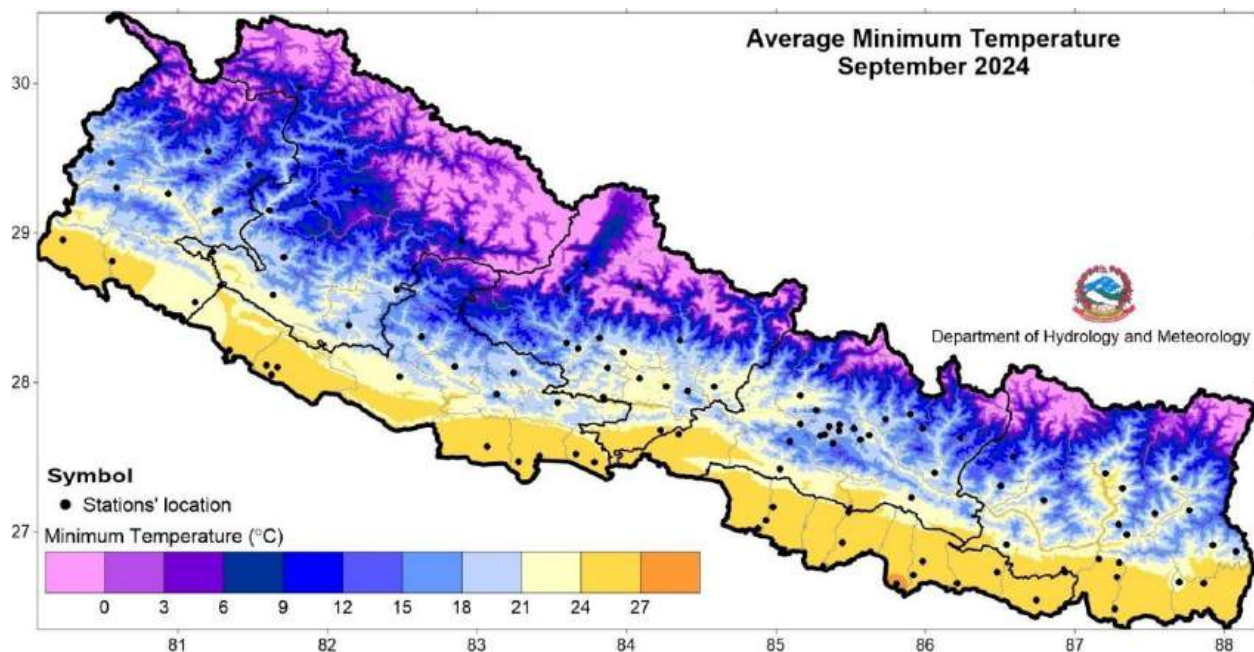 Average Minimum Temperature
September 2024
30
29
28
27
Department of Hydrology and Meteorology
Symbol
Stations' location
Minimum Temperature (°C)
0 3 6 9 12 15 18 21 24 27
81 82 83 84 85 86 87 88